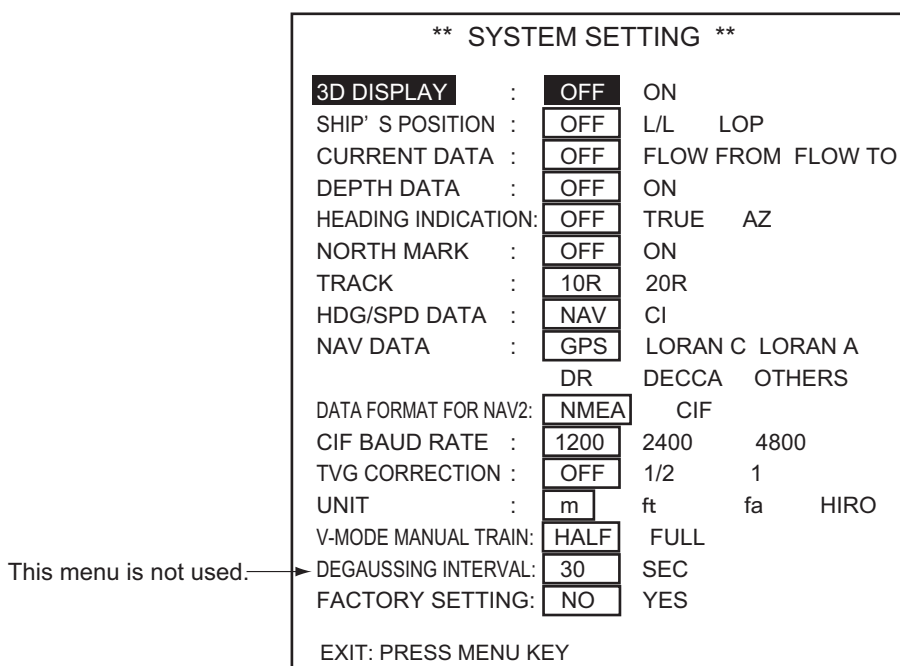 ** SYSTEM SETTING **
3D DISPLAY : OFF ON
SHIP' S POSITION : OFF L/L LOP
CURRENT DATA : OFF FLOW FROM FLOW TO
DEPTH DATA : OFF ON
HEADING INDICATION: OFF TRUE AZ
NORTH MARK : OFF ON
TRACK : 10R 20R
HDG/SPD DATA : NAV CI
NAV DATA : GPS LORAN C LORAN A
DR DECCA OTHERS
DATA FORMAT FOR NAV2: NMEA CIF
CIF BAUD RATE : 1200 2400 4800
TVG CORRECTION : OFF 1/2 1
UNIT : m ft fa HIRO
V-MODE MANUAL TRAIN: HALF FULL
This menu is not used. DEGAUSSING INTERVAL: 30 SEC
FACTORY SETTING: NO YES
EXIT: PRESS MENU KEY